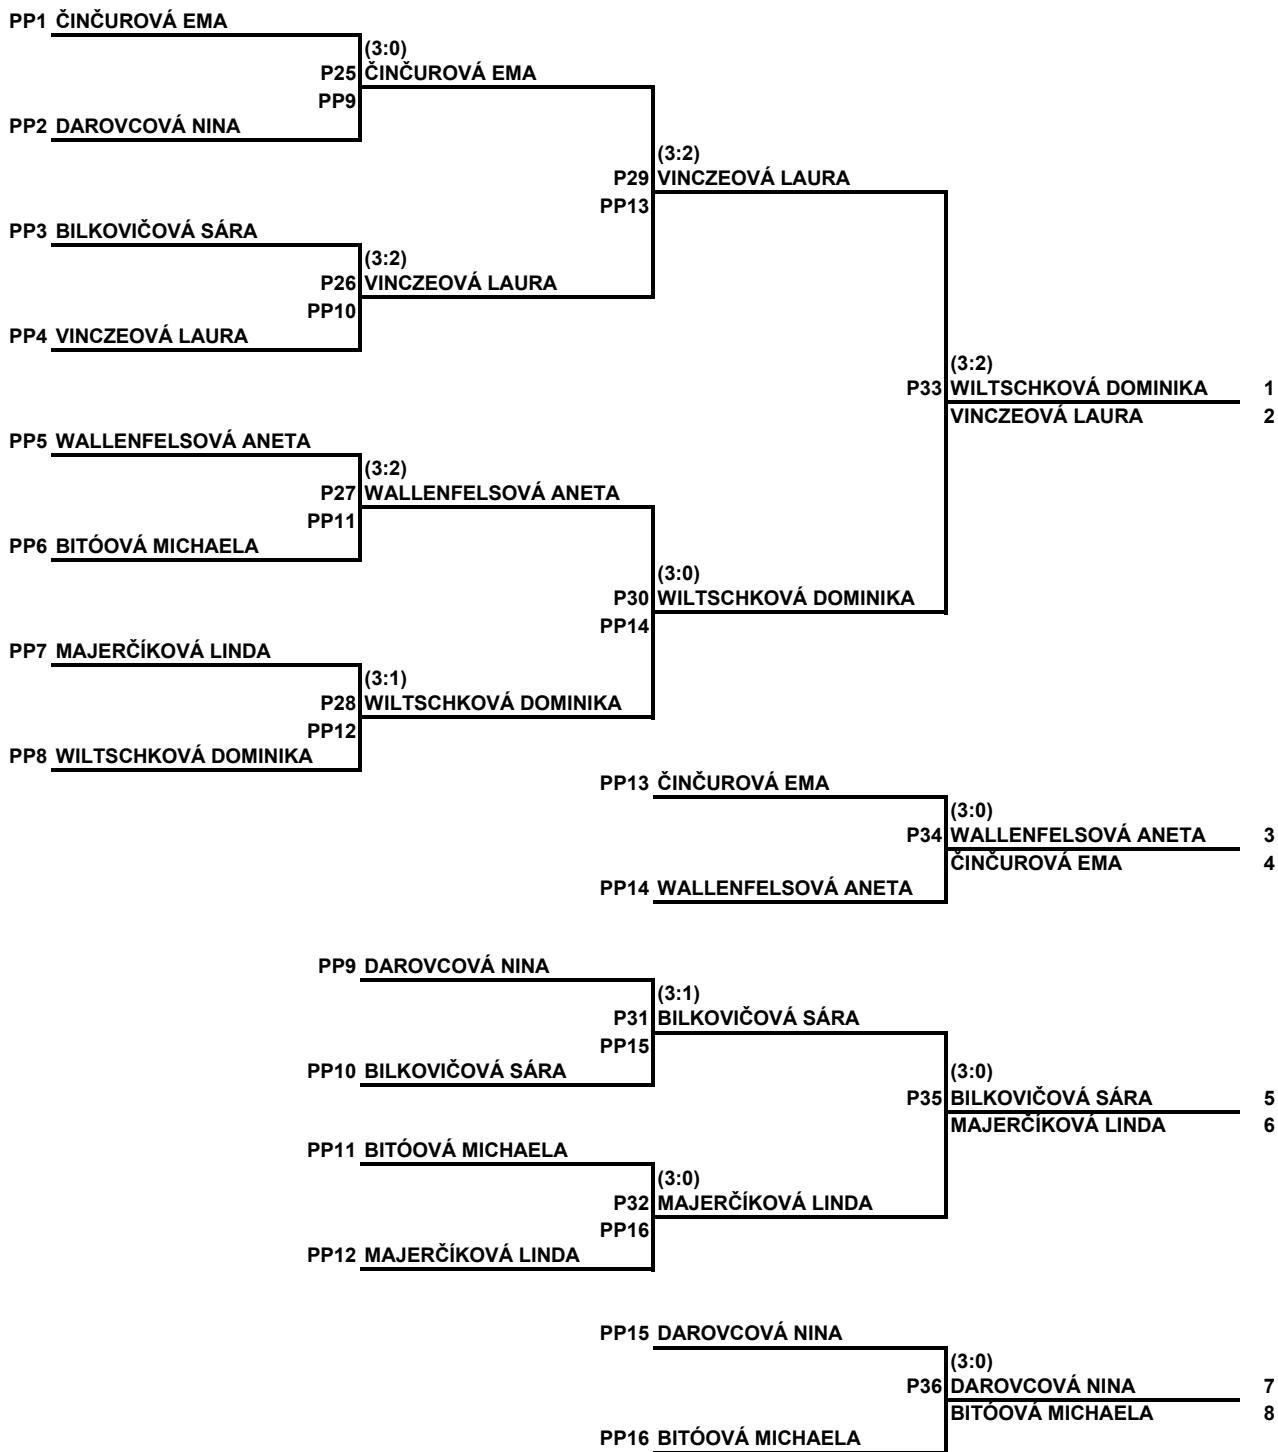 PP1 ČINČUROVÁ EMA
(3:0)
P25 ČINČUROVÁ EMA
PP9
PP2 DAROVCOVÁ NINA
(3:2)
P29 VINCZEOVÁ LAURA
PP13
PP3 BILKOVIČOVÁ SÁRA
(3:2)
P26 VINCZEOVÁ LAURA
PP10
PP4 VINCZEOVÁ LAURA
(3:2)
P33 WILTSCHKOVÁ DOMINIKA 1
VINCZEOVÁ LAURA 2
PP5 WALLENFELSOVÁ ANETA
(3:2)
P27 WALLENFELSOVÁ ANETA
PP11
PP6 BITÓOVÁ MICHAELA
(3:0)
P30 WILTSCHKOVÁ DOMINIKA
PP14
PP7 MAJERČÍKOVÁ LINDA
(3:1)
P28 WILTSCHKOVÁ DOMINIKA
PP12
PP8 WILTSCHKOVÁ DOMINIKA
PP13 ČINČUROVÁ EMA
(3:0)
P34 WALLENFELSOVÁ ANETA 3
ČINČUROVÁ EMA 4
PP14 WALLENFELSOVÁ ANETA
PP9 DAROVCOVÁ NINA
(3:1)
P31 BILKOVIČOVÁ SÁRA
PP15
PP10 BILKOVIČOVÁ SÁRA
(3:0)
P35 BILKOVIČOVÁ SÁRA 5
MAJERČÍKOVÁ LINDA 6
PP11 BITÓOVÁ MICHAELA
(3:0)
P32 MAJERČÍKOVÁ LINDA
PP16
PP12 MAJERČÍKOVÁ LINDA
PP15 DAROVCOVÁ NINA
(3:0)
P36 DAROVCOVÁ NINA 7
BITÓOVÁ MICHAELA 8
PP16 BITÓOVÁ MICHAELA